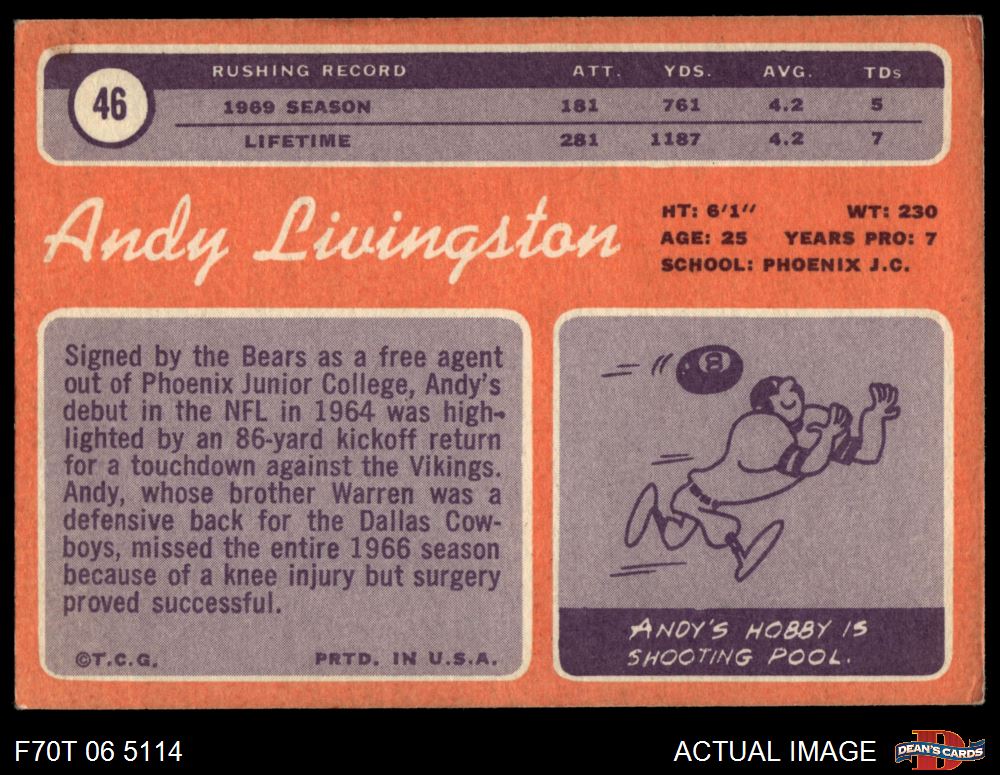 46
RUSHING RECORD ATT. YDS. AVG. TDs
1969 SEASON 181 761 4.2 5
LIFETIME 281 1187 4.2 7
Andy Livingston
HT: 6'1" WT: 230
AGE: 25 YEARS PRO: 7
SCHOOL: PHOENIX J.C.
Signed by the Bears as a free agent
out of Phoenix Junior College, Andy's
debut in the NFL in 1964 was high-
lighted by an 86-yard kickoff return
for a touchdown against the Vikings.
Andy, whose brother Warren was a
defensive back for the Dallas Cow-
boys, missed the entire 1966 season
because of a knee injury but surgery
proved successful.
©T.C.G. PRTD. IN U.S.A.
8
ANDY'S HOBBY IS
SHOOTING POOL.
F70T 06 5114
ACTUAL IMAGE
D
DEAN'S CARDS